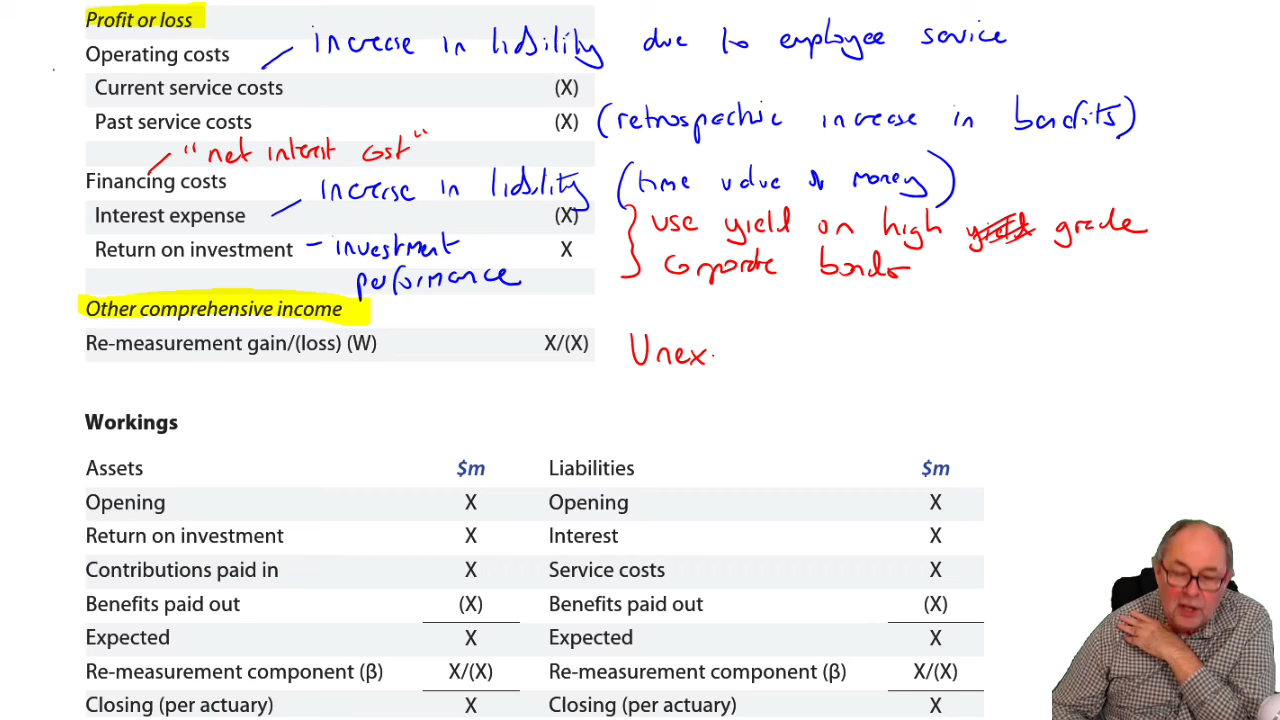 Profit or loss
increase in liability due to employee service
Operating costs
Current service costs (X)
Past service costs (X) (retrospective increase in benefits)
"net interest cost"
Financing costs
increase in liability (time value of money)
Interest expense (X)
use yield on high grade
Return on investment - investment performance X
corporate bonds
Other comprehensive income
Re-measurement gain/(loss) (W) X/(X) Unex
Workings
Assets $m Liabilities $m
Opening X Opening X
Return on investment X Interest X
Contributions paid in X Service costs X
Benefits paid out (X) Benefits paid out (X)
Expected X Expected X
Re-measurement component (β) X/(X) Re-measurement component (β) X/(X)
Closing (per actuary) X Closing (per actuary) X